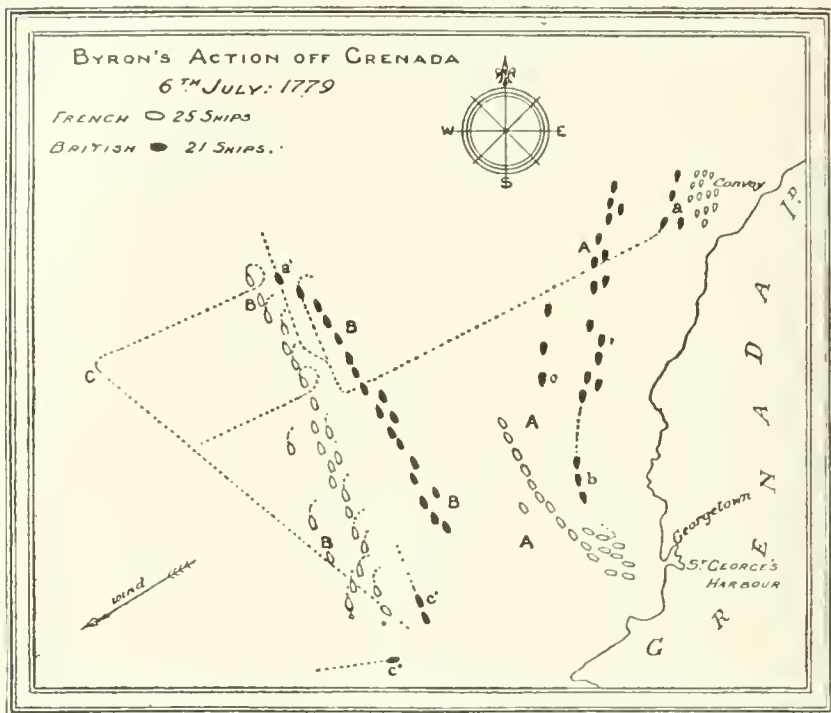 BYRON'S ACTION OFF GRENADA
6TH JULY: 1779
FRENCH 25 SHIPS
BRITISH 21 SHIPS.
W E
S
Convoy
a
A
I.D
GRENADA
a'
B
B
B
C
o
A
b
B
A
B
Georgetown
ST GEORGE'S
HARBOUR
wind
c'
c"